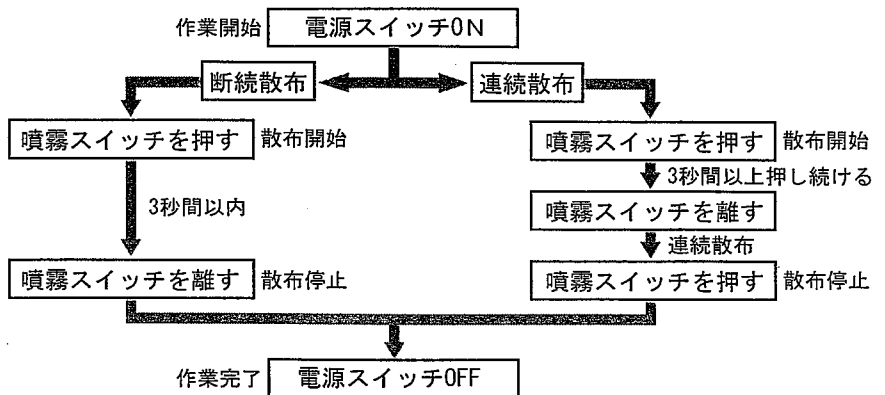 作業開始 電源スイッチON
断続散布 連続散布
噴霧スイッチを押す 散布開始 噴霧スイッチを押す 散布開始
3秒間以上押し続ける
3秒間以内 噴霧スイッチを離す
連続散布
噴霧スイッチを離す 散布停止 噴霧スイッチを押す 散布停止
作業完了 電源スイッチOFF